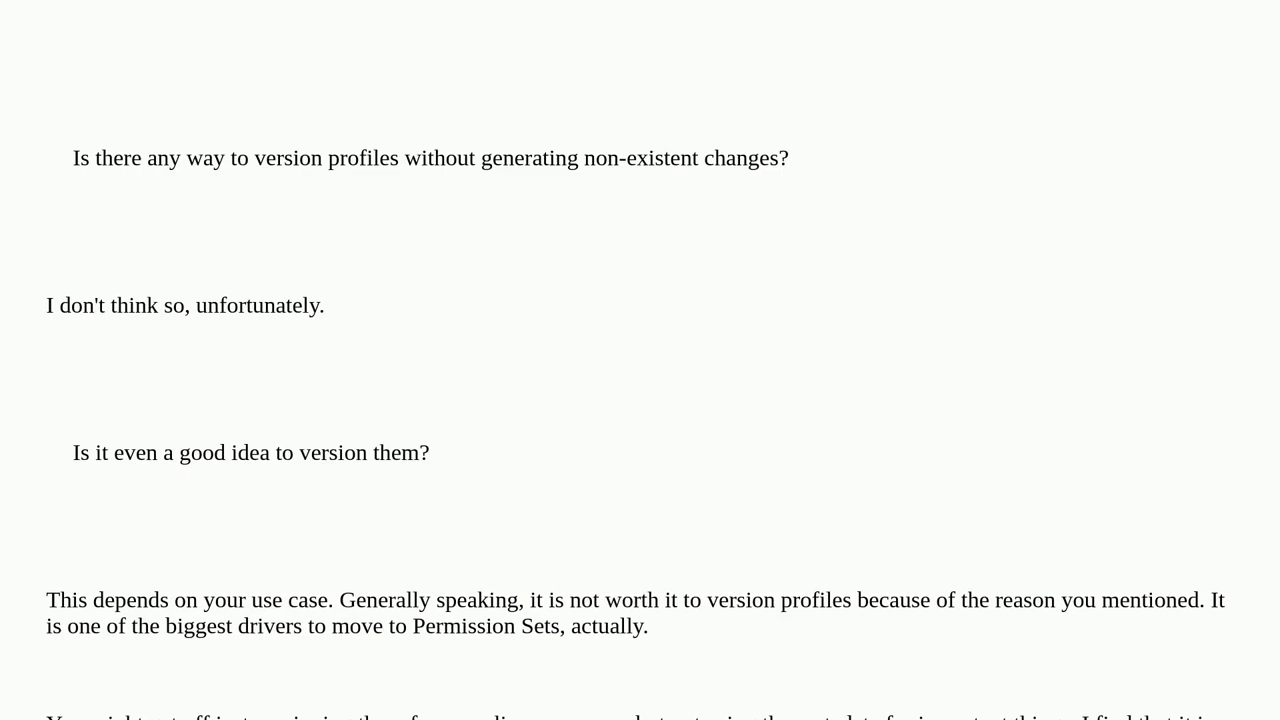 Is there any way to version profiles without generating non-existent changes?
I don't think so, unfortunately.
Is it even a good idea to version them?
This depends on your use case. Generally speaking, it is not worth it to version profiles because of the reason you mentioned. It
is one of the biggest drivers to move to Permission Sets, actually.